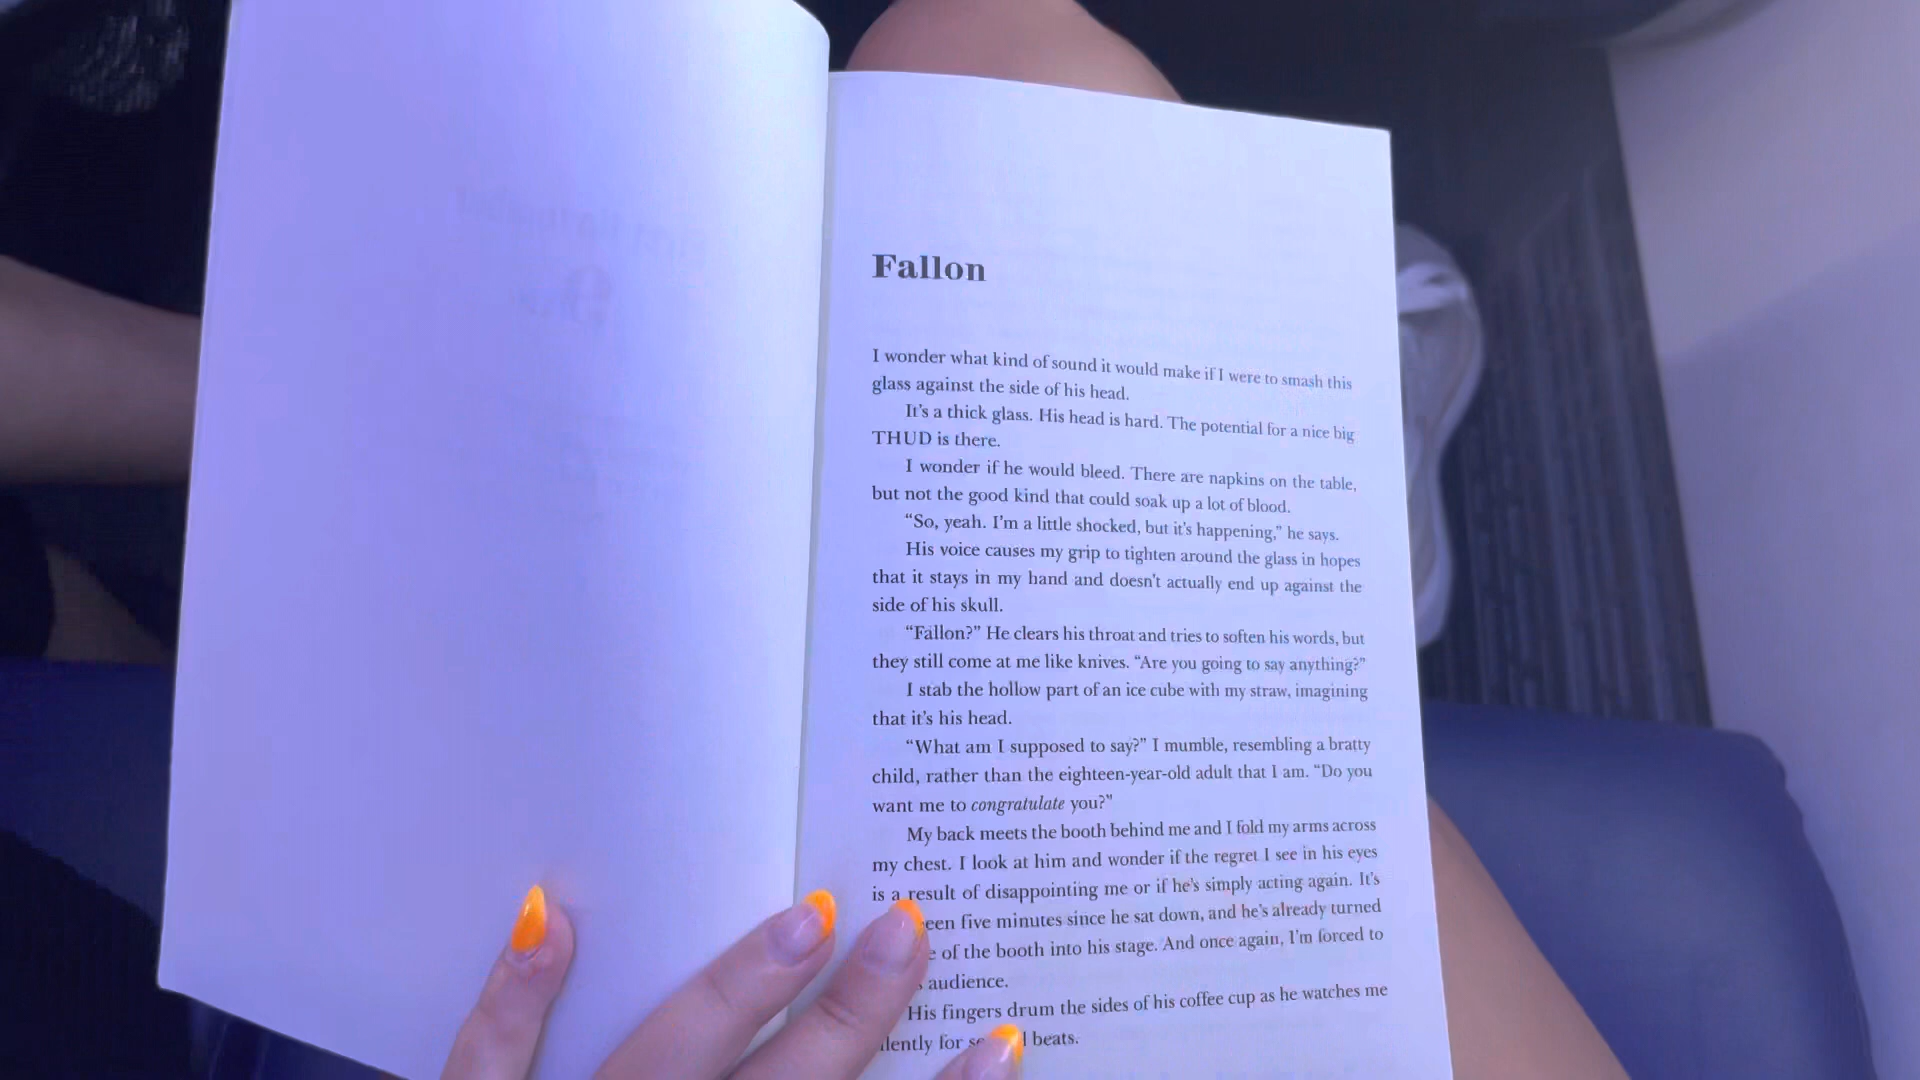 Fallon
I wonder what kind of sound it would make if I were to smash this
glass against the side of his head.
It's a thick glass. His head is hard. The potential for a nice big
THUD is there.
I wonder if he would bleed. There are napkins on the table,
but not the good kind that could soak up a lot of blood.
“So, yeah. I'm a little shocked, but it's happening,” he says.
His voice causes my grip to tighten around the glass in hopes
that it stays in my hand and doesn't actually end up against the
side of his skull.
“Fallon?” He clears his throat and tries to soften his words, but
they still come at me like knives. “Are you going to say anything?”
I stab the hollow part of an ice cube with my straw, imagining
that it's his head.
“What am I supposed to say?” I mumble, resembling a bratty
child, rather than the eighteen-year-old adult that I am. “Do you
want me to congratulate you?”
My back meets the booth behind me and I fold my arms across
my chest. I look at him and wonder if the regret I see in his eyes
is a result of disappointing me or if he's simply acting again. It's
five minutes since he sat down, and he's already turned
of the booth into his stage. And once again, I'm forced to
audience.
His fingers drum the sides of his coffee cup as he watches me
for beats.